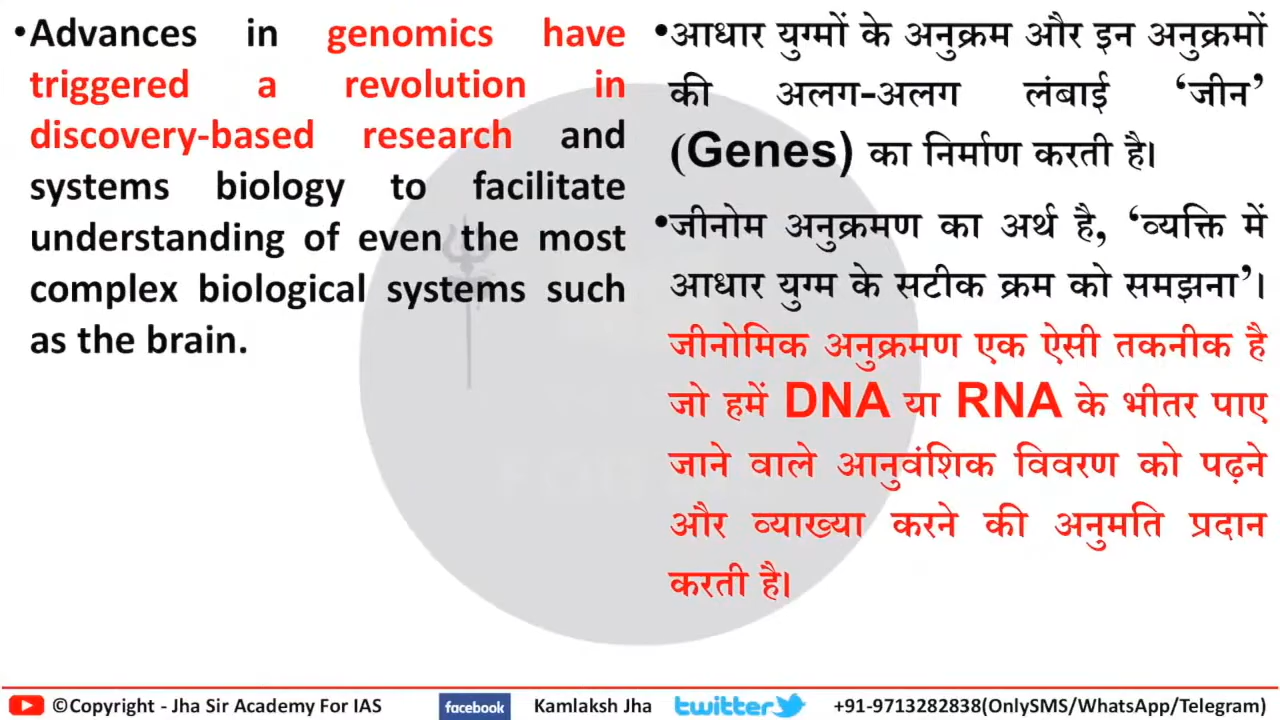 •Advances in genomics have
triggered a revolution in
discovery-based research and
systems biology to facilitate
understanding of even the most
complex biological systems such
as the brain.
•आधार युग्मों के अनुक्रम और इन अनुक्रमों
की अलग-अलग लंबाई ‘जीन’
(Genes) का निर्माण करती है।
•जीनोम अनुक्रमण का अर्थ है, ‘व्यक्ति में
आधार युग्म के सटीक क्रम को समझना’।
जीनोमिक अनुक्रमण एक ऐसी तकनीक है
जो हमें DNA या RNA के भीतर पाए
जाने वाले आनुवंशिक विवरण को पढ़ने
और व्याख्या करने की अनुमति प्रदान
करती है।
©Copyright - Jha Sir Academy For IAS facebook Kamlaksh Jha twitter +91-9713282838(OnlySMS/WhatsApp/Telegram)